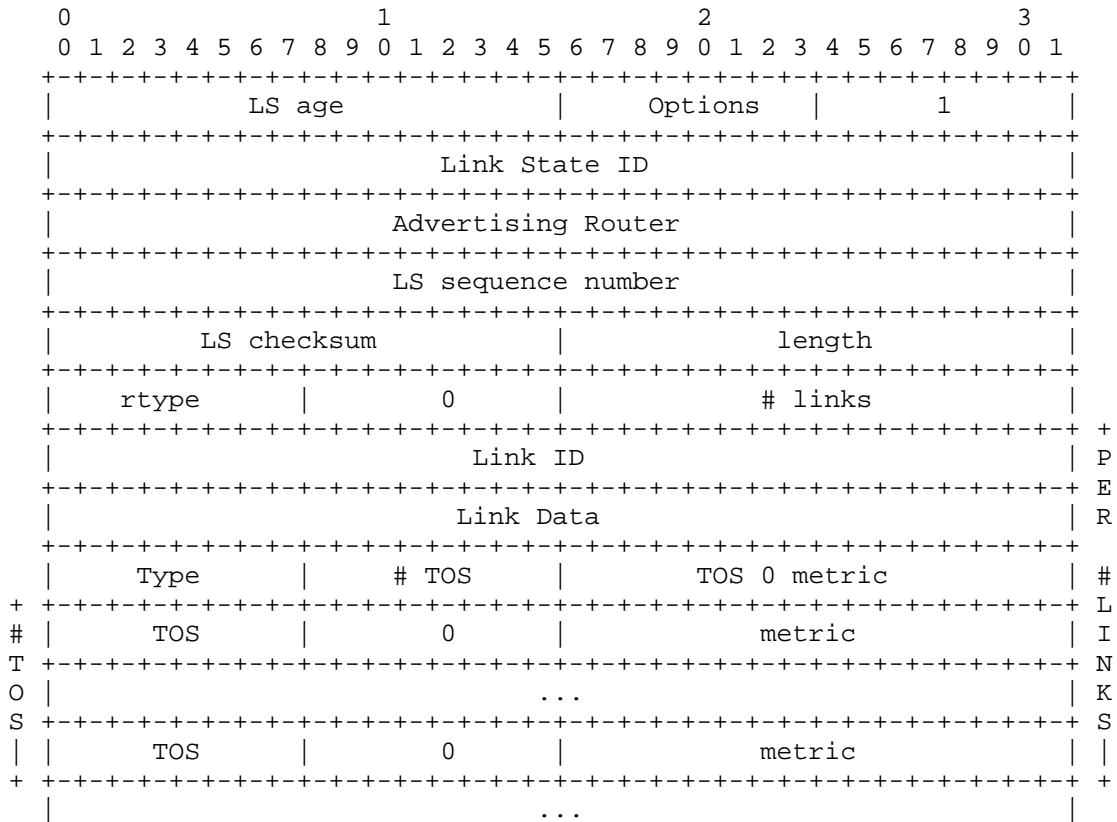 0                   1                   2                   3
 0 1 2 3 4 5 6 7 8 9 0 1 2 3 4 5 6 7 8 9 0 1 2 3 4 5 6 7 8 9 0 1
+-+-+-+-+-+-+-+-+-+-+-+-+-+-+-+-+-+-+-+-+-+-+-+-+-+-+-+-+-+-+-+-+
|            LS age             |     Options   |       1       |
+-+-+-+-+-+-+-+-+-+-+-+-+-+-+-+-+-+-+-+-+-+-+-+-+-+-+-+-+-+-+-+-+
|                        Link State ID                          |
+-+-+-+-+-+-+-+-+-+-+-+-+-+-+-+-+-+-+-+-+-+-+-+-+-+-+-+-+-+-+-+-+
|                     Advertising Router                        |
+-+-+-+-+-+-+-+-+-+-+-+-+-+-+-+-+-+-+-+-+-+-+-+-+-+-+-+-+-+-+-+-+
|                     LS sequence number                        |
+-+-+-+-+-+-+-+-+-+-+-+-+-+-+-+-+-+-+-+-+-+-+-+-+-+-+-+-+-+-+-+-+
|         LS checksum           |             length            |
+-+-+-+-+-+-+-+-+-+-+-+-+-+-+-+-+-+-+-+-+-+-+-+-+-+-+-+-+-+-+-+-+
|    rtype      |        0      |            # links            |
+-+-+-+-+-+-+-+-+-+-+-+-+-+-+-+-+-+-+-+-+-+-+-+-+-+-+-+-+-+-+-+-+ +
|                          Link ID                              | P
+-+-+-+-+-+-+-+-+-+-+-+-+-+-+-+-+-+-+-+-+-+-+-+-+-+-+-+-+-+-+-+-+ E
|                         Link Data                             | R
+-+-+-+-+-+-+-+-+-+-+-+-+-+-+-+-+-+-+-+-+-+-+-+-+-+-+-+-+-+-+-+-+
|     Type      |     # TOS     |        TOS 0 metric           | #
+ +-+-+-+-+-+-+-+-+-+-+-+-+-+-+-+-+-+-+-+-+-+-+-+-+-+-+-+-+-+-+-+-+ L
# |      TOS      |        0      |            metric             | I
T +-+-+-+-+-+-+-+-+-+-+-+-+-+-+-+-+-+-+-+-+-+-+-+-+-+-+-+-+-+-+-+-+ N
O |                              ...                              | K
S +-+-+-+-+-+-+-+-+-+-+-+-+-+-+-+-+-+-+-+-+-+-+-+-+-+-+-+-+-+-+-+-+ S
| |      TOS      |        0      |            metric             | |
+ +-+-+-+-+-+-+-+-+-+-+-+-+-+-+-+-+-+-+-+-+-+-+-+-+-+-+-+-+-+-+-+-+ +
|                              ...                              |